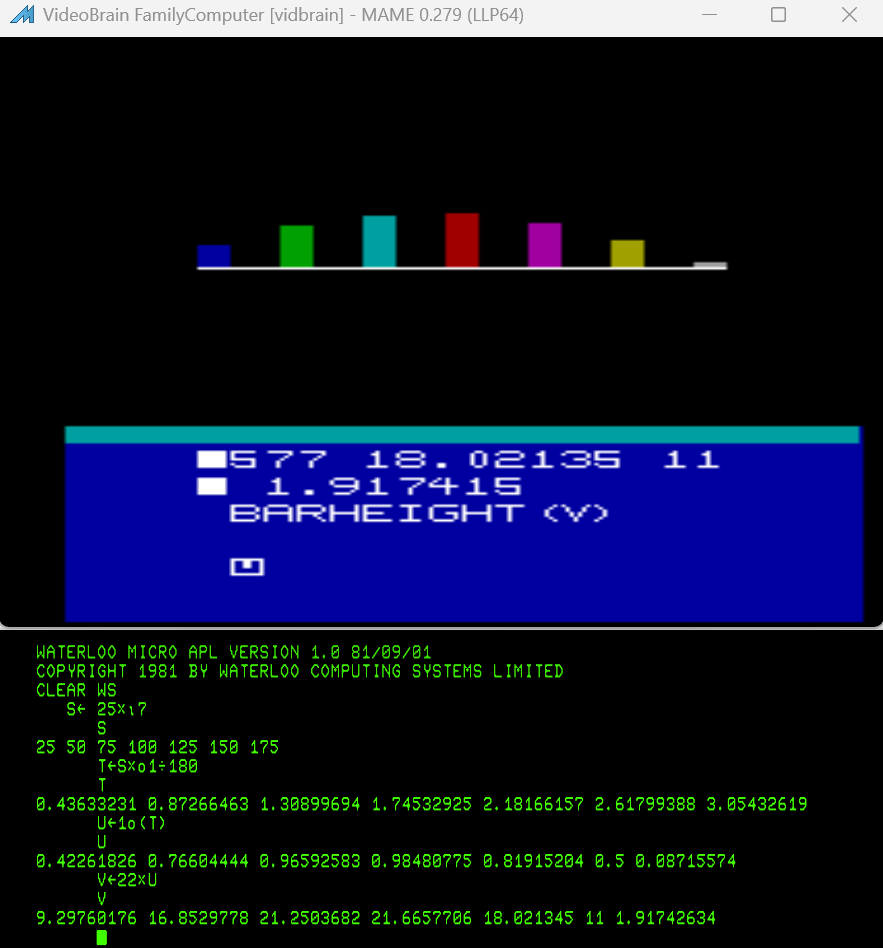 VideoBrain FamilyComputer [vidbrain] - MAME 0.279 (LLP64)
577 18.02135 11
1.917415
BARHEIGHT (V)
WATERLOO MICRO APL VERSION 1.0 81/09/01
COPYRIGHT 1981 BY WATERLOO COMPUTING SYSTEMS LIMITED
CLEAR WS
S← 25×⍳7
S
25 50 75 100 125 150 175
T←S×○1÷180
T
0.43633231 0.87266463 1.30899694 1.74532925 2.18166157 2.61799388 3.05432619
U←1○(T)
U
0.42261826 0.76604444 0.96592583 0.98480775 0.81915204 0.5 0.08715574
V←22×U
V
9.29760176 16.8529778 21.2503682 21.6657706 18.021345 11 1.91742634